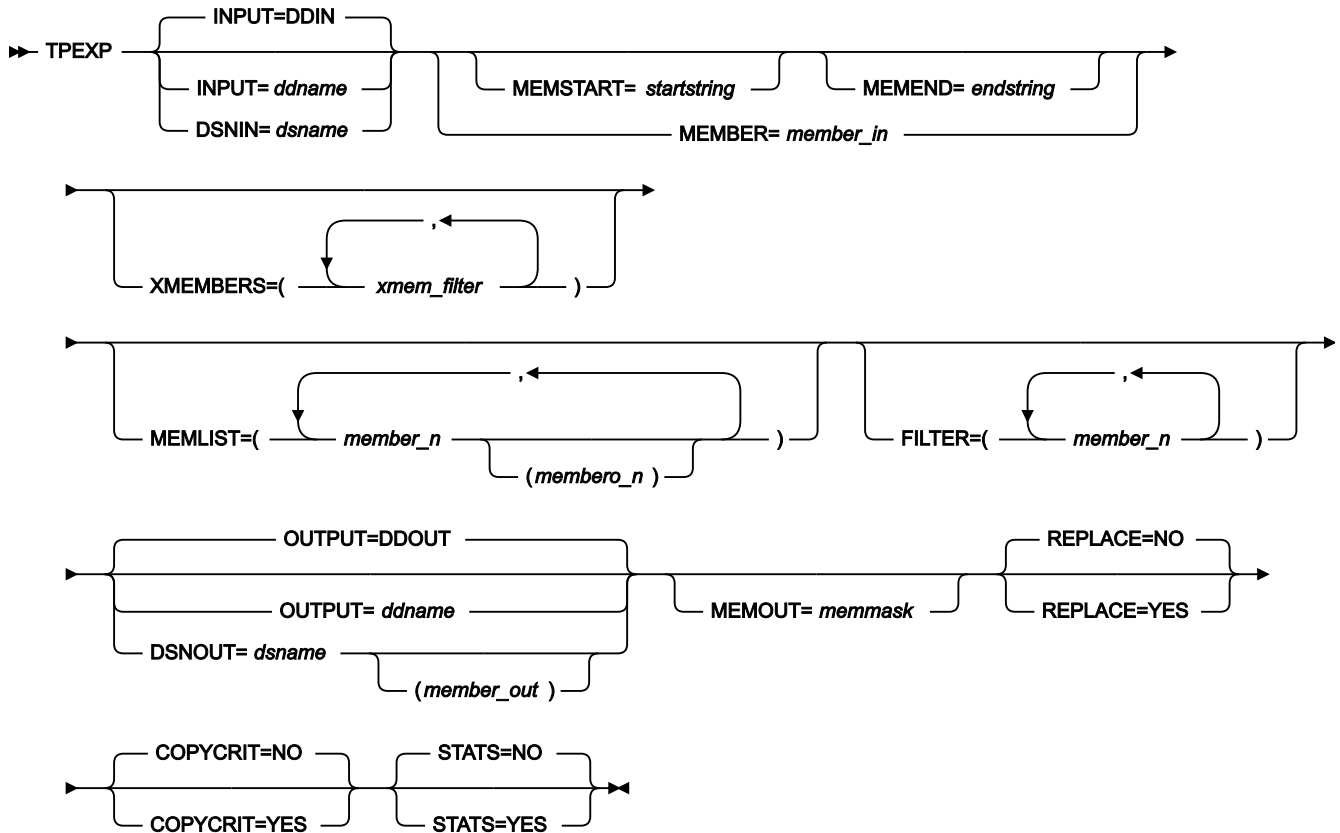 INPUT=DDIN
TPEXP
INPUT= ddname
MEMSTART= startstring
MEMEND= endstring
DSNIN= dsname
MEMBER= member_in
,
XMEMBERS=( xmem_filter )
, ,
MEMLIST=( member_n ) FILTER=( member_n )
(membero_n )
OUTPUT=DDOUT REPLACE=NO
OUTPUT= ddname MEMOUT= memmask REPLACE=YES
DSNOUT= dsname
(member_out )
COPYCRIT=NO STATS=NO
COPYCRIT=YES STATS=YES